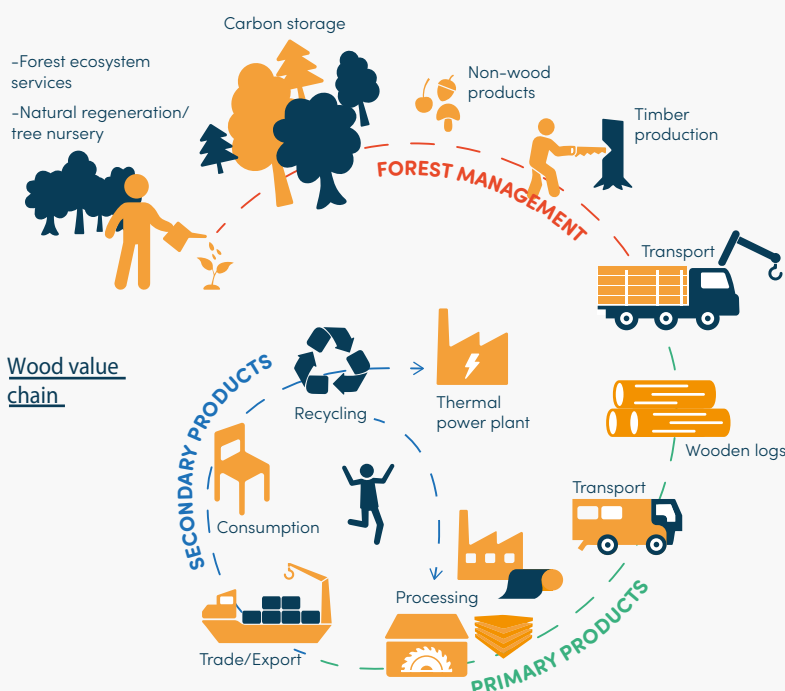 Carbon storage
-Forest ecosystem
services
-Natural regeneration/
tree nursery
Non-wood
products
Timber
production
FOREST MANAGEMENT
Transport
Wood value
chain
SECONDARY PRODUCTS
Recycling
Thermal
power plant
Wooden logs
Transport
Consumption
Processing
Trade/Export
PRIMARY PRODUCTS